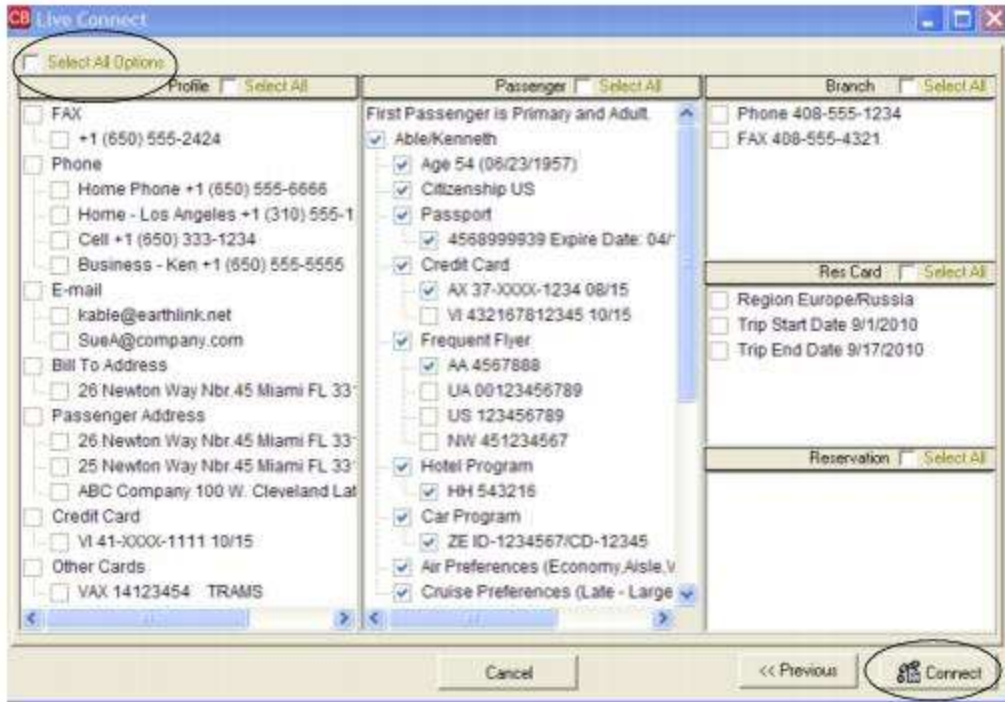 CB Live Connect
Select All Options
Profile Select All
FAX
+1 (650) 555-2424
Phone
Home Phone +1 (650) 555-6666
Home - Los Angeles +1 (310) 555-1
Cell +1 (650) 333-1234
Business - Ken +1 (650) 555-5555
E-mail
kable@earthlink.net
SueA@company.com
Bill To Address
26 Newton Way Nbr.45 Miami FL 331
Passenger Address
26 Newton Way Nbr.45 Miami FL 331
25 Newton Way Nbr.45 Miami FL 331
ABC Company 100 W. Cleveland Lat
Credit Card
VI 41-XXXX-1111 10/15
Other Cards
VAX 14123454 TRAMS
Passenger Select All
First Passenger is Primary and Adult.
Able/Kenneth
Age 54 (06/23/1957)
Citizenship US
Passport
4568999939 Expire Date: 04/
Credit Card
AX 37-XXXX-1234 08/15
VI 432167812345 10/15
Frequent Flyer
AA 4567888
UA 00123456789
US 123456789
NW 451234567
Hotel Program
HH 543216
Car Program
ZE ID-1234567/CD-12345
Air Preferences (Economy,Aisle,V
Cruise Preferences (Late - Large
Branch Select All
Phone 408-555-1234
FAX 408-555-4321
Res Card Select All
Region Europe/Russia
Trip Start Date 9/1/2010
Trip End Date 9/17/2010
Reservation Select All
Cancel
<< Previous
Connect